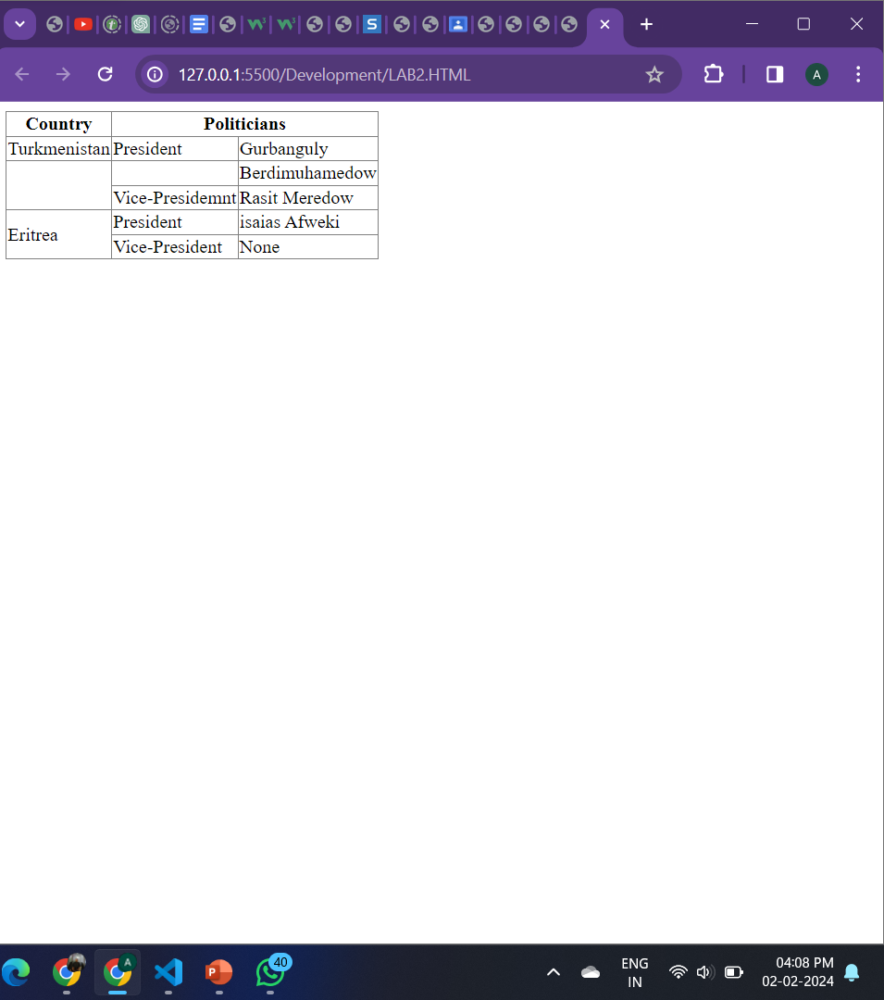 127.0.0.1:5500/Development/LAB2.HTML
A
Country Politicians
Turkmenistan President Gurbanguly
Berdimuhamedow
Vice-Presidemnt Rasit Meredow
Eritrea President isaias Afweki
Vice-President None
A
40
ENG
IN
04:08 PM
02-02-2024